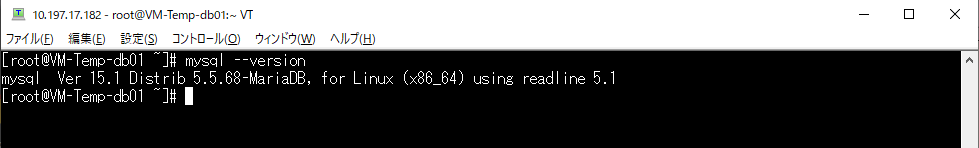 10.197.17.182 - root@VM-Temp-db01:~ VT
ファイル(F) 編集(E) 設定(S) コントロール(O) ウィンドウ(W) ヘルプ(H)
[root@VM-Temp-db01 ~]# mysql --version
mysql  Ver 15.1 Distrib 5.5.68-MariaDB, for Linux (x86_64) using readline 5.1
[root@VM-Temp-db01 ~]#